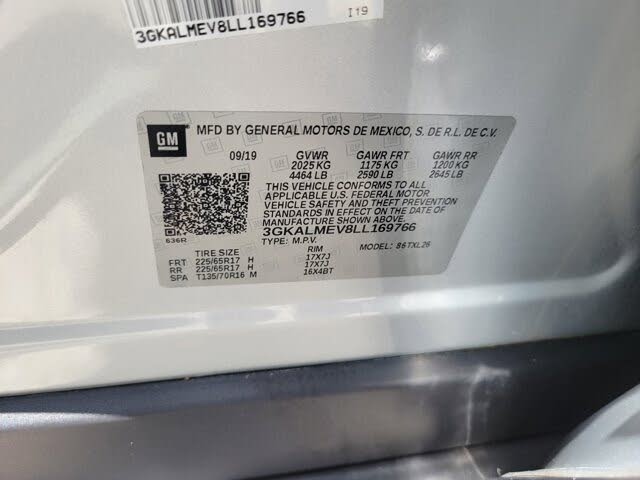 3GKALMEV8LL169766
I19
GM
MFD BY GENERAL MOTORS DE MEXICO, S. DE R.L. DE C.V.
09/19 GVWR GAWR FRT GAWR RR
2025 KG 1175 KG 1200 KG
4464 LB 2590 LB 2645 LB
THIS VEHICLE CONFORMS TO ALL
APPLICABLE U.S. FEDERAL MOTOR
VEHICLE SAFETY AND THEFT PREVENTION
STANDARDS IN EFFECT ON THE DATE OF
MANUFACTURE SHOWN ABOVE.
3GKALMEV8LL169766
636R
TYPE: M.P.V. MODEL: 86TXL26
TIRE SIZE RIM
FRT 225/65R17 H 17X7J
RR 225/65R17 H 17X7J
SPA T135/70R16 M 16X4BT